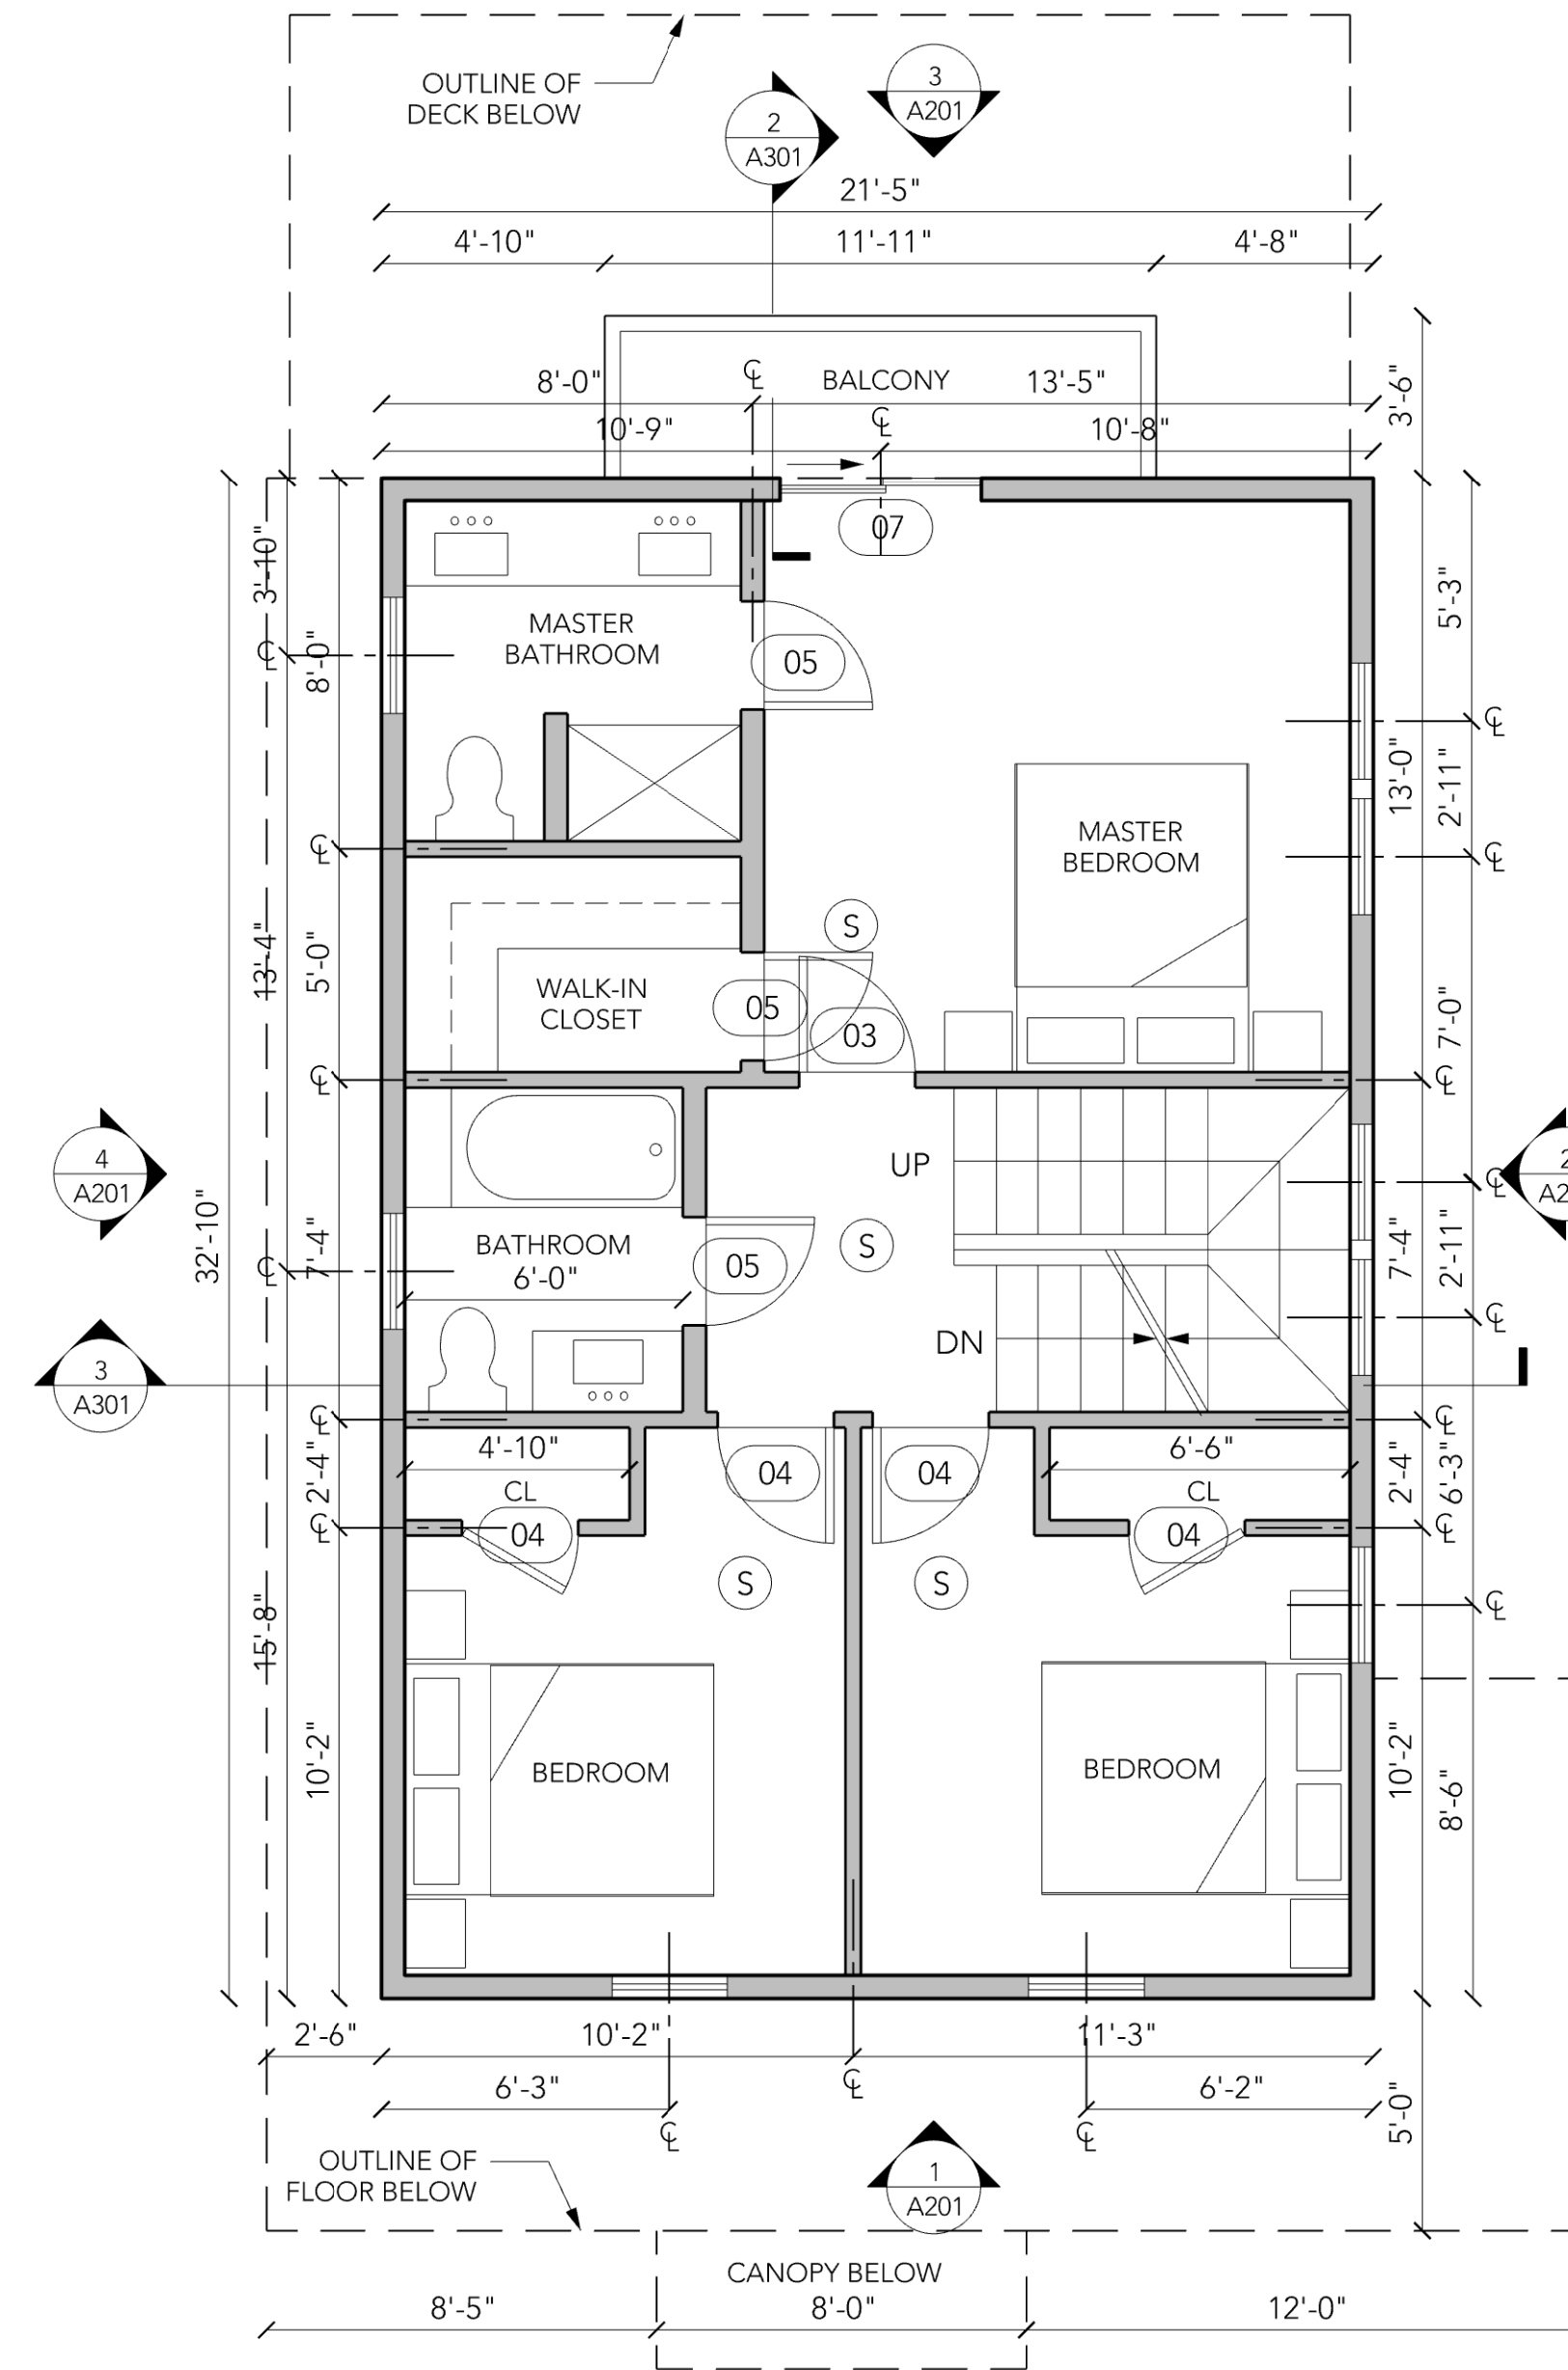 OUTLINE OF
DECK BELOW
3
A201
2
A301
21'-5"
4'-10"
11'-11"
4'-8"
8'-0"
℄
BALCONY
13'-5"
3'-6"
10'-9"
℄
10'-8"
07
3'-10"
5'-3"
MASTER
BATHROOM
05
℄
8'-0"
℄
13'-0"
2'-11"
MASTER
BEDROOM
℄
℄
S
13'-4"
5'-0"
WALK-IN
CLOSET
05
03
7'-0"
℄
℄
4
A201
UP
℄
2
32'-10"
7'-4"
℄
BATHROOM
6'-0"
05
S
7'-4"
2'-11"
℄
DN
3
A301
℄
℄
2'-4"
4'-10"
CL
04
04
04
6'-6"
CL
04
2'-4"
6'-3"
℄
℄
S
S
℄
15'-8"
10'-2"
BEDROOM
BEDROOM
10'-2"
8'-6"
2'-6"
10'-2"
11'-3"
6'-3"
℄
6'-2"
5'-0"
℄
℄
OUTLINE OF
FLOOR BELOW
1
A201
CANOPY BELOW
8'-5"
8'-0"
12'-0"